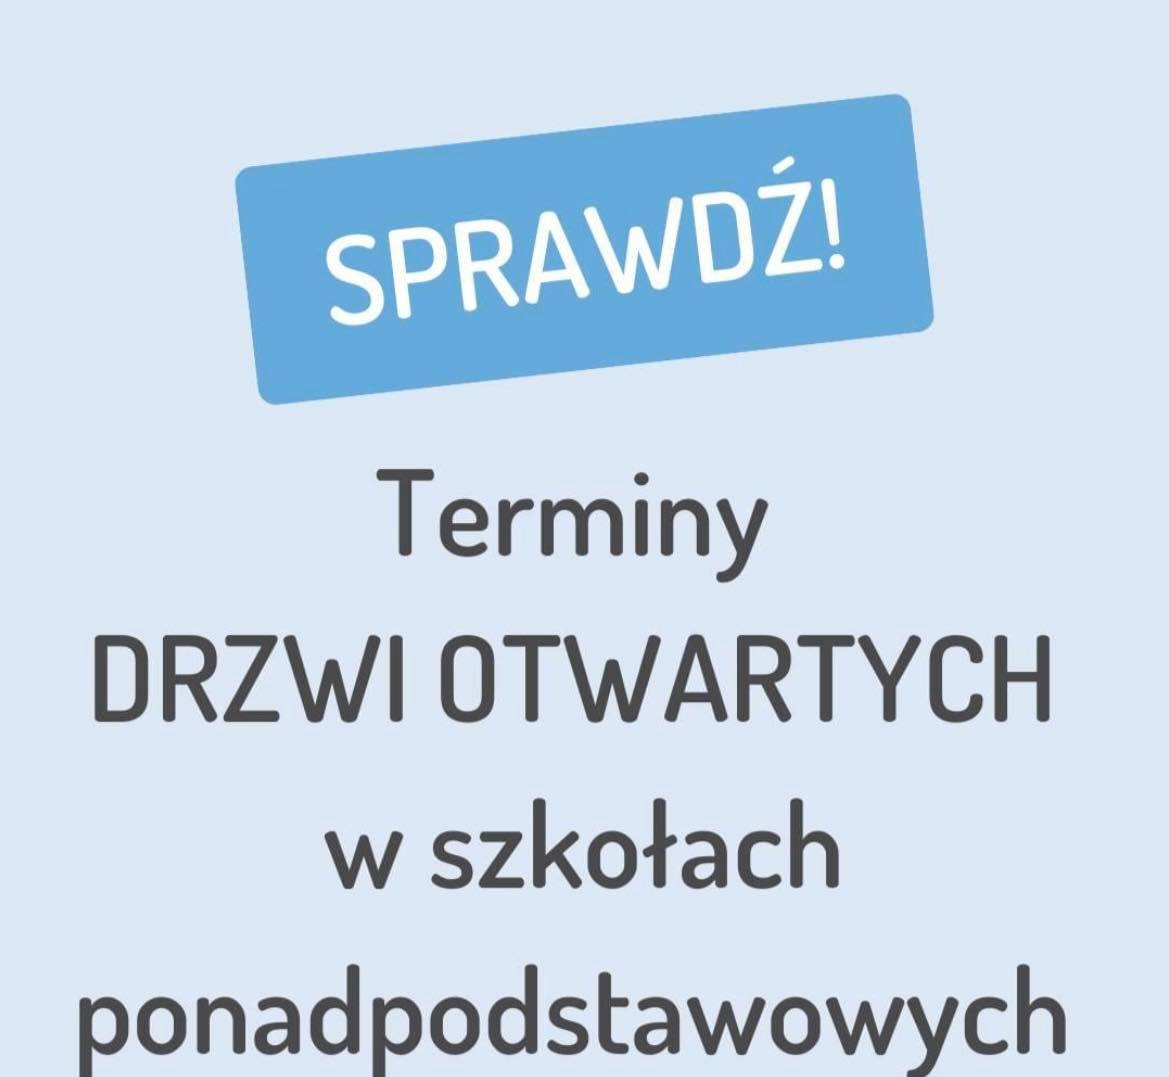 SPRAWDŹ!
Terminy
DRZWI OTWARTYCH
w szkołach
ponadpodstawowych